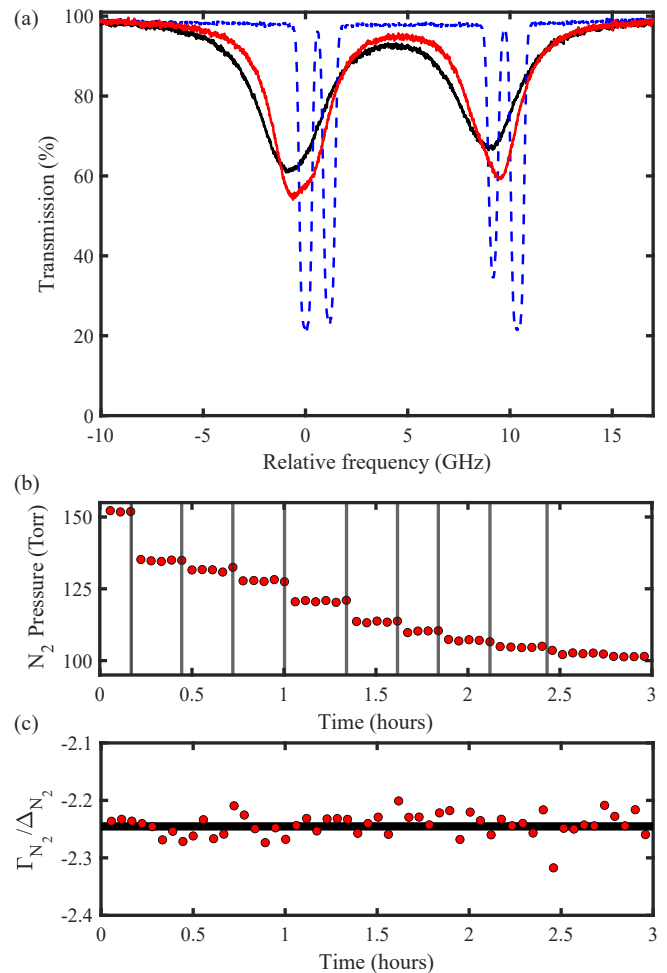 (a)
100
80
60
40
20
0
Transmission (%)
-10 -5 0 5 10 15
Relative frequency (GHz)
(b)
150
125
100
N₂ Pressure (Torr)
0 0.5 1 1.5 2 2.5 3
Time (hours)
(c)
-2.1
-2.2
-2.3
-2.4
Γ_N₂/Δ_N₂
0 0.5 1 1.5 2 2.5 3
Time (hours)